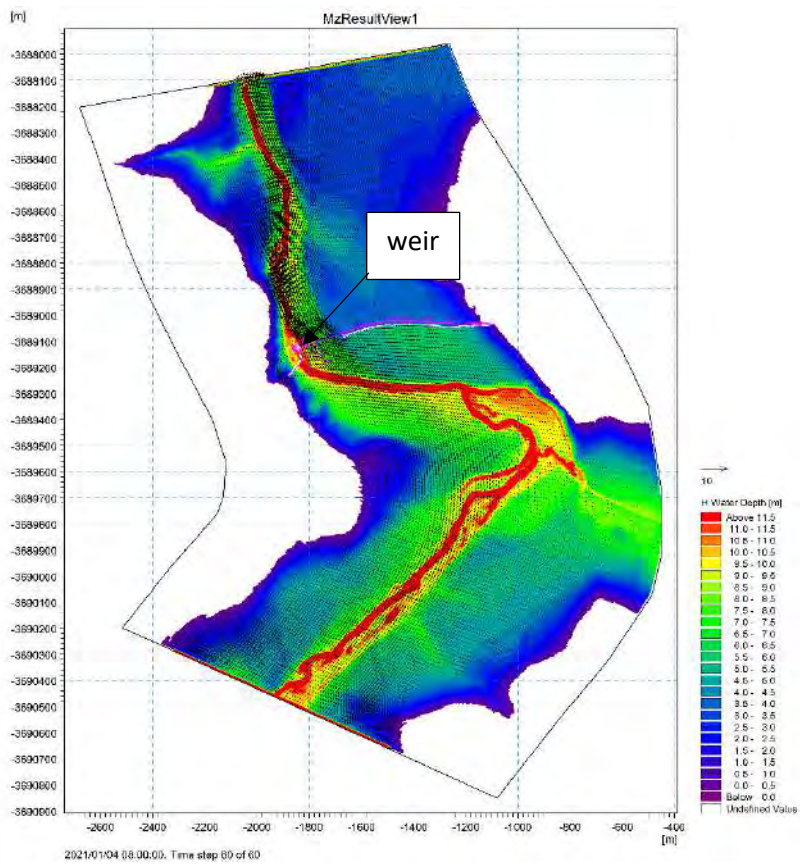 [m]
MzResultView1
-3688000
-3688100
-3688200
-3688300
-3688400
-3688500
-3688600
-3688700
-3688800
-3688900
-3689000
-3689100
-3689200
-3689300
-3689400
-3689500
-3689600
-3689700
-3689800
-3689900
-3690000
-3690100
-3690200
-3690300
-3690400
-3690500
-3690600
-3690700
-3690800
-3690900
weir
-2600 -2400 -2200 -2000 -1800 -1600 -1400 -1200 -1000 -800 -600 -400
[m]
10
H Water Depth [m]
Above 11.5
11.0 - 11.5
10.5 - 11.0
10.0 - 10.5
9.5 - 10.0
9.0 - 9.5
8.5 - 9.0
8.0 - 8.5
7.5 - 8.0
7.0 - 7.5
6.5 - 7.0
6.0 - 6.5
5.5 - 6.0
5.0 - 5.5
4.5 - 5.0
4.0 - 4.5
3.5 - 4.0
3.0 - 3.5
2.5 - 3.0
2.0 - 2.5
1.5 - 2.0
1.0 - 1.5
0.5 - 1.0
0.0 - 0.5
Below 0.0
Undefined Value
2021/01/04 08:00:00, Time step 60 of 60